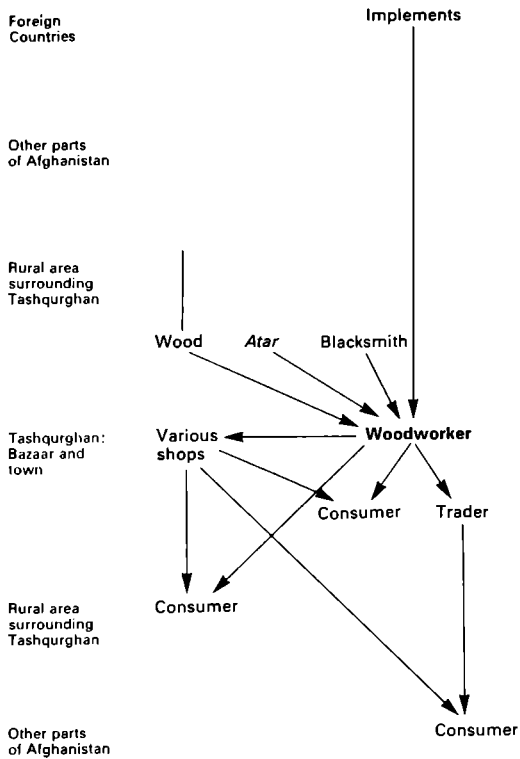 Foreign
Countries
Implements
Other parts
of Afghanistan
Rural area
surrounding
Tashqurghan
Wood
Atar
Blacksmith
Tashqurghan:
Bazaar and
town
Various
shops
Woodworker
Consumer
Trader
Rural area
surrounding
Tashqurghan
Consumer
Other parts
of Afghanistan
Consumer